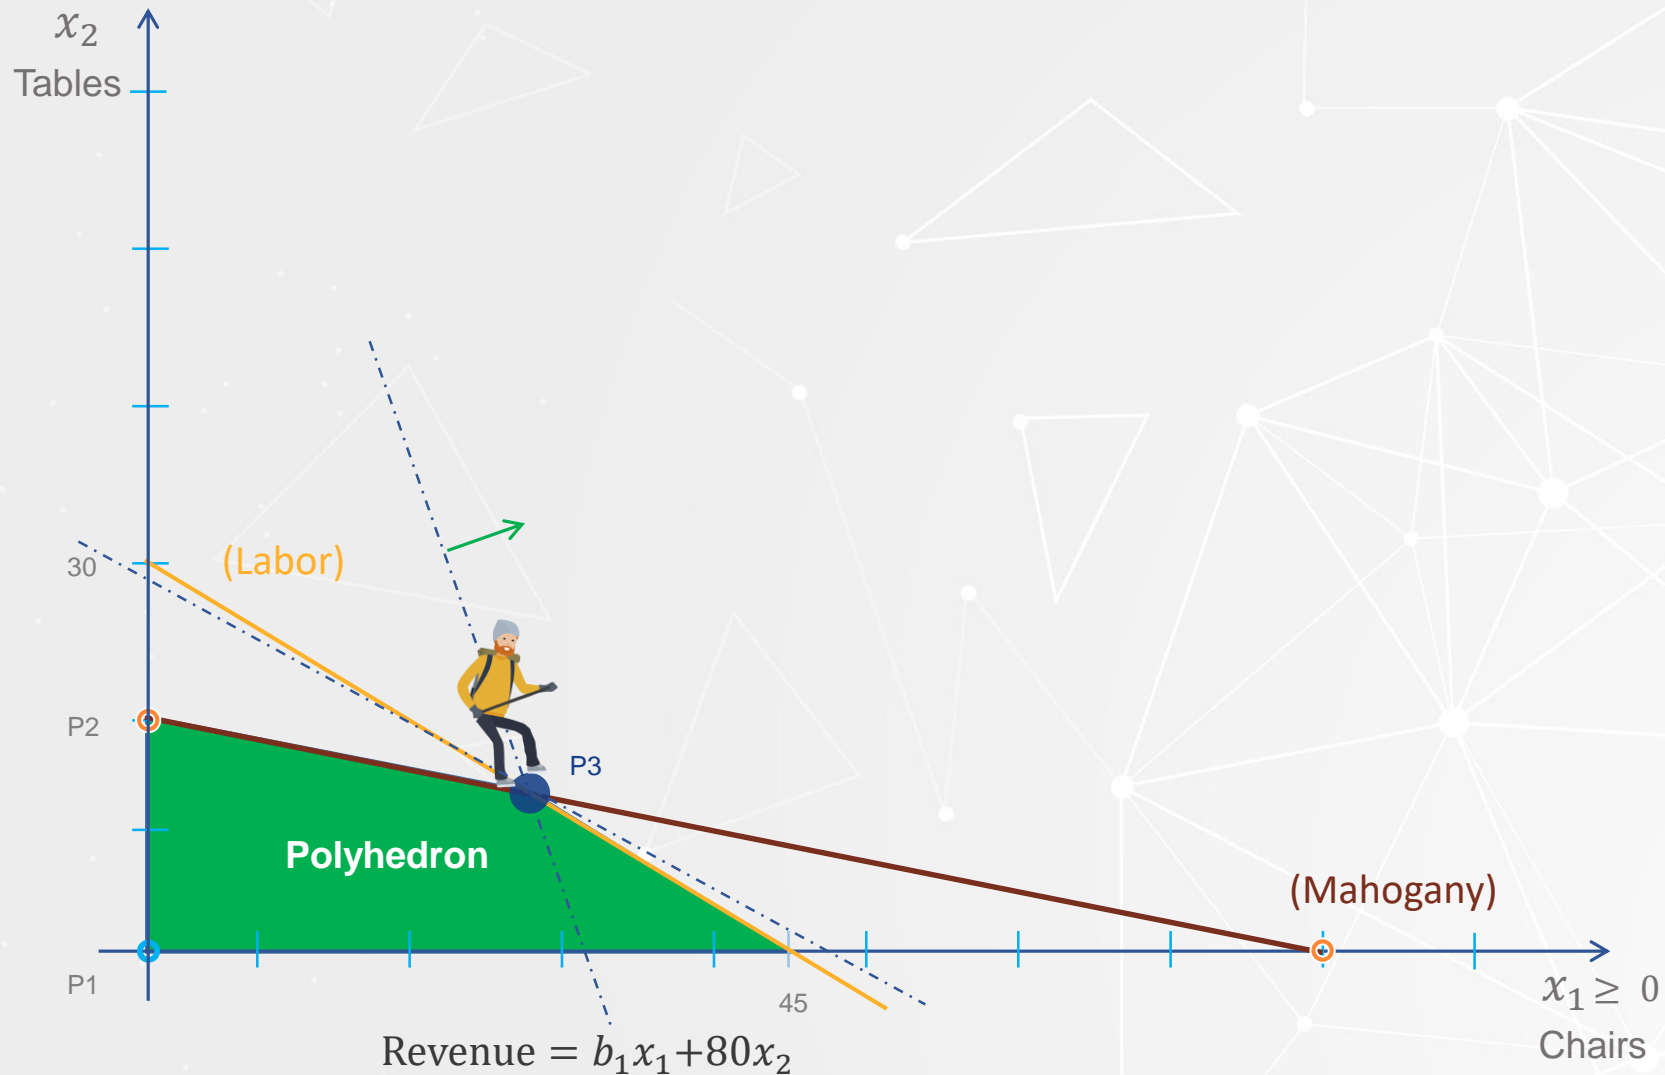 x₂
Tables
30
(Labor)
P2
P3
Polyhedron
(Mahogany)
P1
45
x₁ ≥ 0
Chairs
Revenue = b₁x₁+80x₂